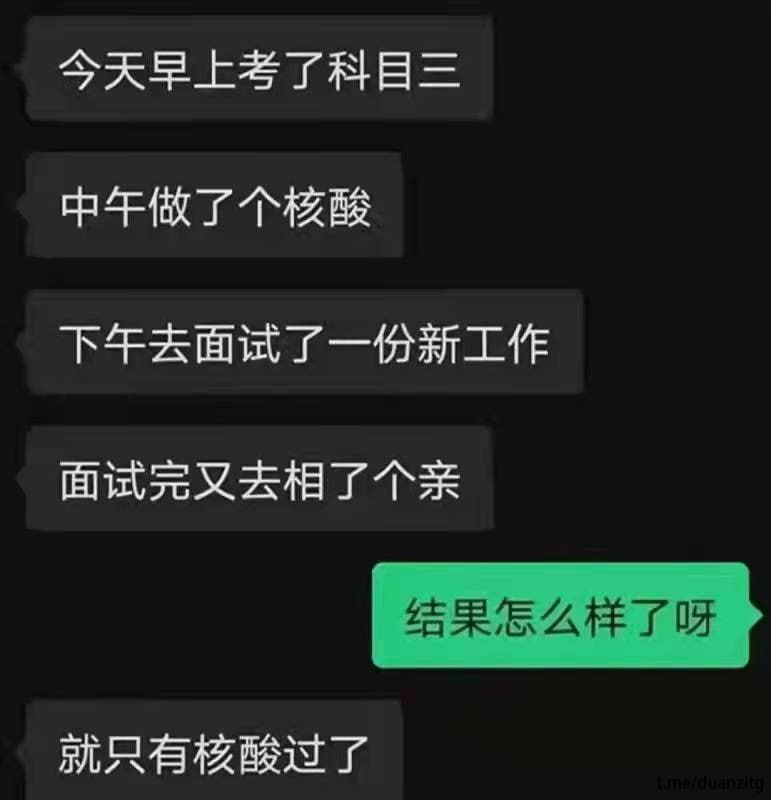 今天早上考了科目三
中午做了个核酸
下午去面试了一份新工作
面试完又去相了个亲
结果怎么样了呀
就只有核酸过了
t.me/duanzitg